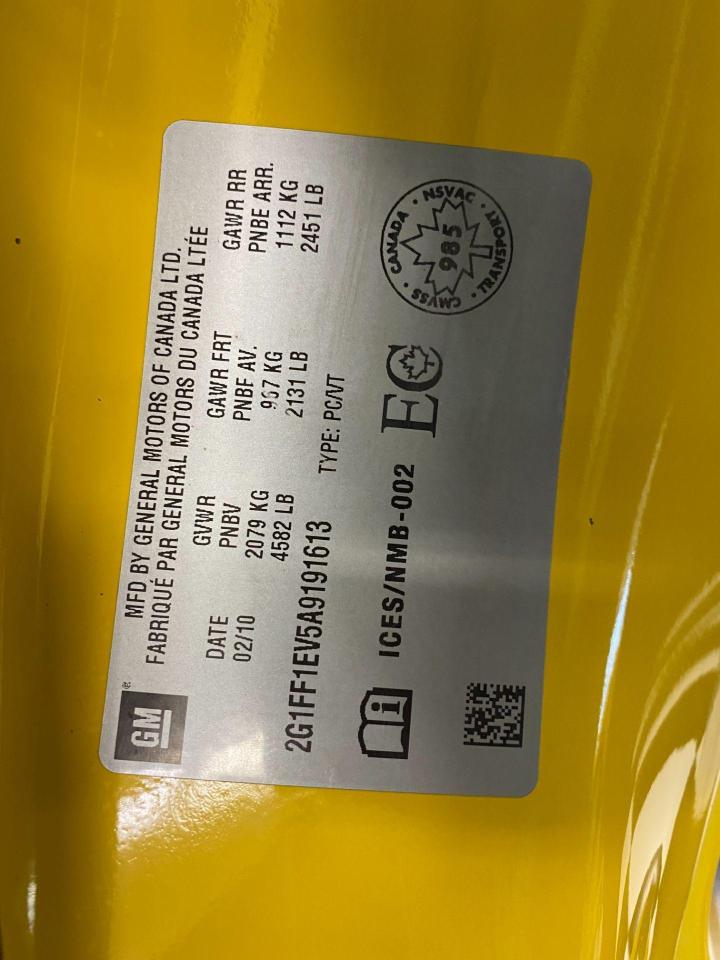 GM®
MFD BY GENERAL MOTORS OF CANADA LTD.
FABRIQUÉ PAR GENERAL MOTORS DU CANADA LTÉE
DATE GVWR GAWR FRT GAWR RR
02/10 PNBV PNBE AV. PNBE ARR.
2079 KG 967 KG 1112 KG
4582 LB 2131 LB 2451 LB
2G1FF1EV5A9191613 TYPE: PC/VT
i ICES/NMB-002 EC
CANADA · NSVAC · TRANSPORT · CMVSS
985